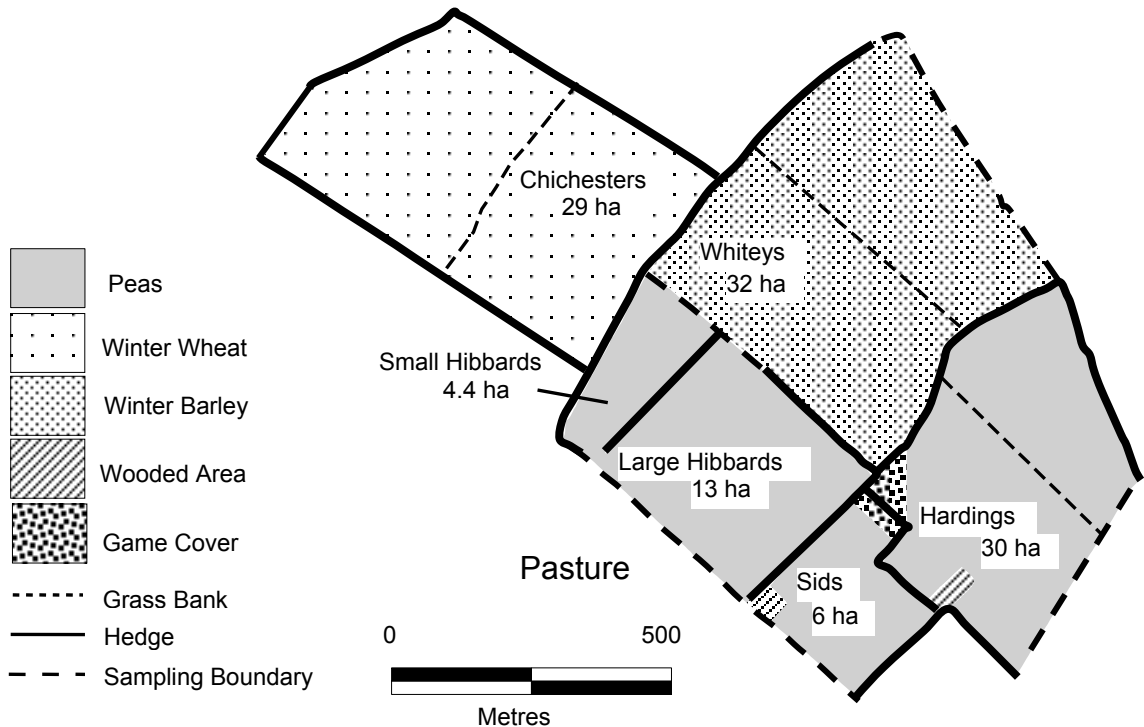 Chichesters
29 ha
Whiteys
32 ha
Small Hibbards
4.4 ha
Large Hibbards
13 ha
Hardings
30 ha
Sids
6 ha
Pasture
Peas
Winter Wheat
Winter Barley
Wooded Area
Game Cover
Grass Bank
Hedge
Sampling Boundary
0 500
Metres